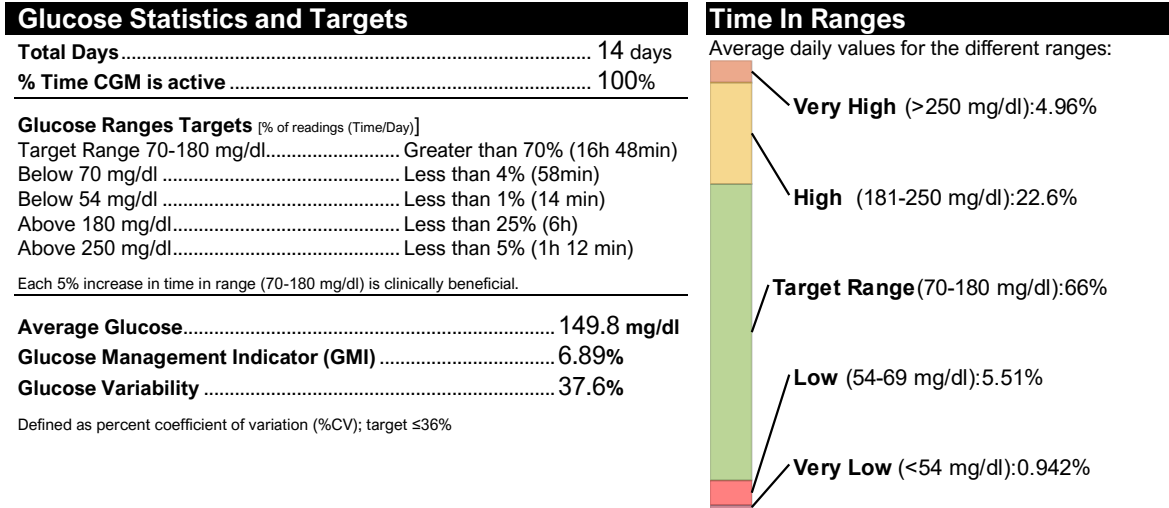 Glucose Statistics and Targets
Total Days.......................................................................................... 14 days
% Time CGM is active ..................................................................... 100%
Glucose Ranges Targets [% of readings (Time/Day)]
Target Range 70-180 mg/dl.......................... Greater than 70% (16h 48min)
Below 70 mg/dl .............................................. Less than 4% (58min)
Below 54 mg/dl .............................................. Less than 1% (14 min)
Above 180 mg/dl............................................ Less than 25% (6h)
Above 250 mg/dl............................................ Less than 5% (1h 12 min)
Each 5% increase in time in range (70-180 mg/dl) is clinically beneficial.
Average Glucose....................................................................... 149.8 mg/dl
Glucose Management Indicator (GMI) .................................. 6.89%
Glucose Variability .................................................................... 37.6%
Defined as percent coefficient of variation (%CV); target ≤36%
Time In Ranges
Average daily values for the different ranges:
Very High (>250 mg/dl):4.96%
High (181-250 mg/dl):22.6%
Target Range(70-180 mg/dl):66%
Low (54-69 mg/dl):5.51%
Very Low (<54 mg/dl):0.942%